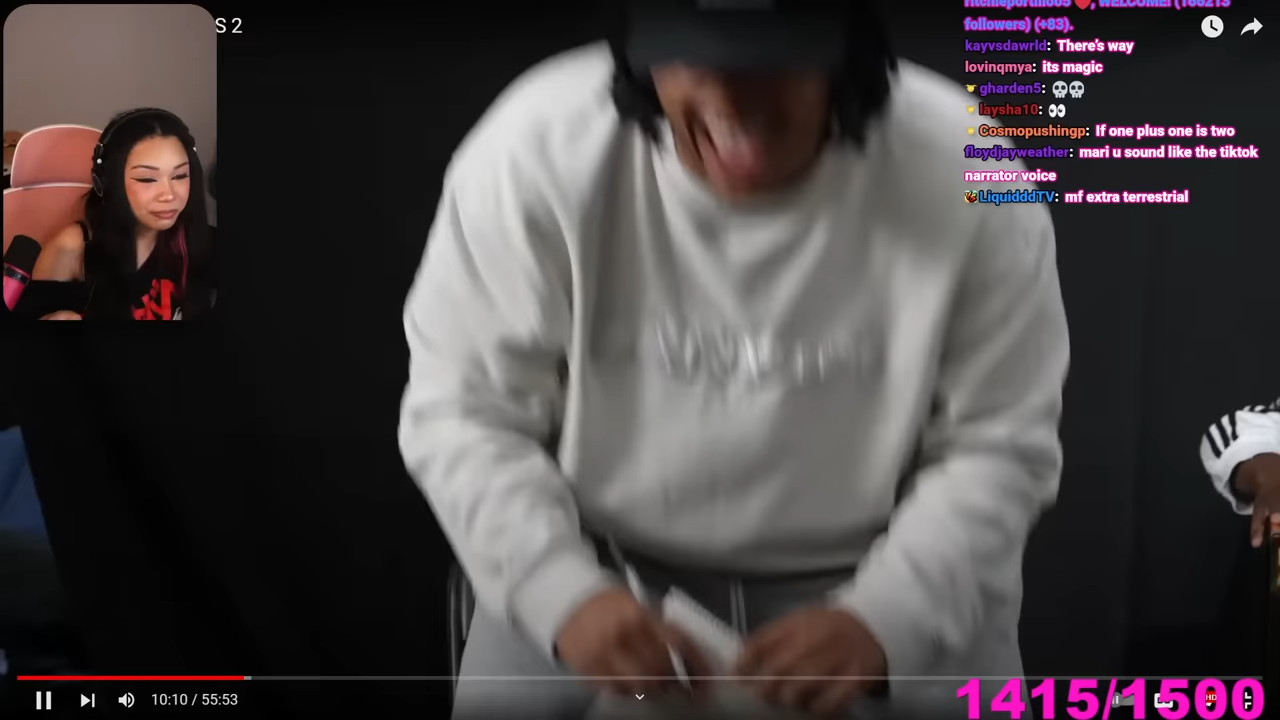 S 2
followers) (+83).
kayvsdawrld: There's way
lovinqmya: its magic
gharden5: 💀💀
laysha10: 👀
Cosmopushingp: If one plus one is two
floydjayweather: mari u sound like the tiktok
narrator voice
LiquidddTV: mf extra terrestrial
10:10 / 55:53
1415/1500
HD